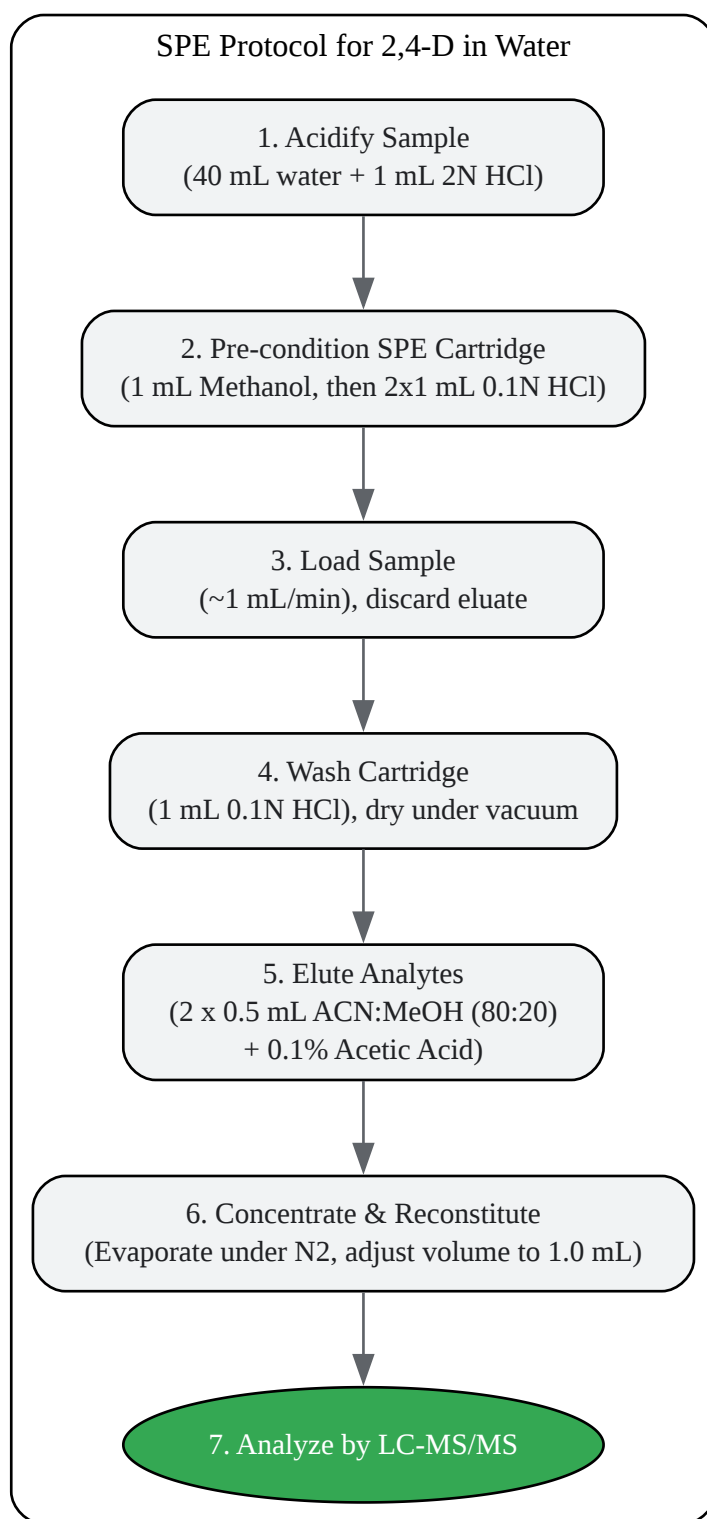 SPE Protocol for 2,4-D in Water
1. Acidify Sample
(40 mL water + 1 mL 2N HCl)
2. Pre-condition SPE Cartridge
(1 mL Methanol, then 2x1 mL 0.1N HCl)
3. Load Sample
(~1 mL/min), discard eluate
4. Wash Cartridge
(1 mL 0.1N HCl), dry under vacuum
5. Elute Analytes
(2 x 0.5 mL ACN:MeOH (80:20)
+ 0.1% Acetic Acid)
6. Concentrate & Reconstitute
(Evaporate under N2, adjust volume to 1.0 mL)
7. Analyze by LC-MS/MS